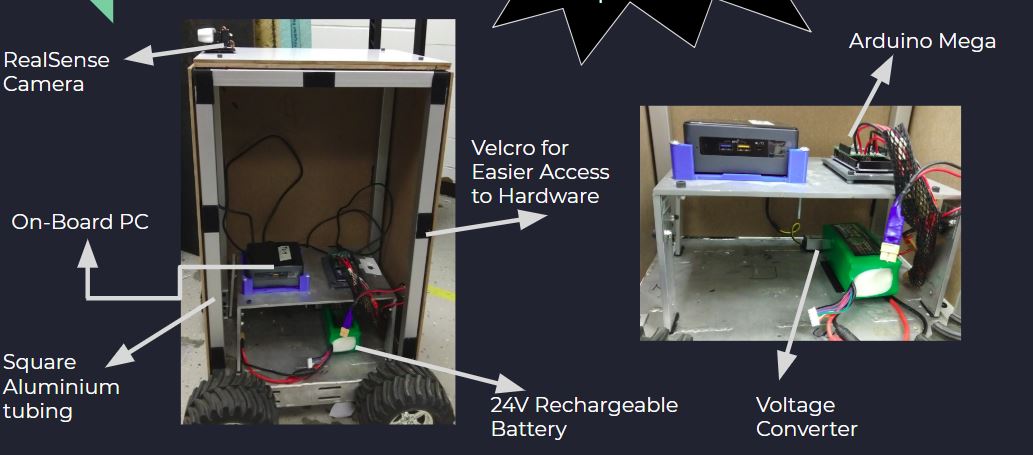 RealSense
Camera
Arduino Mega
Velcro for
Easier Access
to Hardware
On-Board PC
Square
Aluminium
tubing
24V Rechargeable
Battery
Voltage
Converter